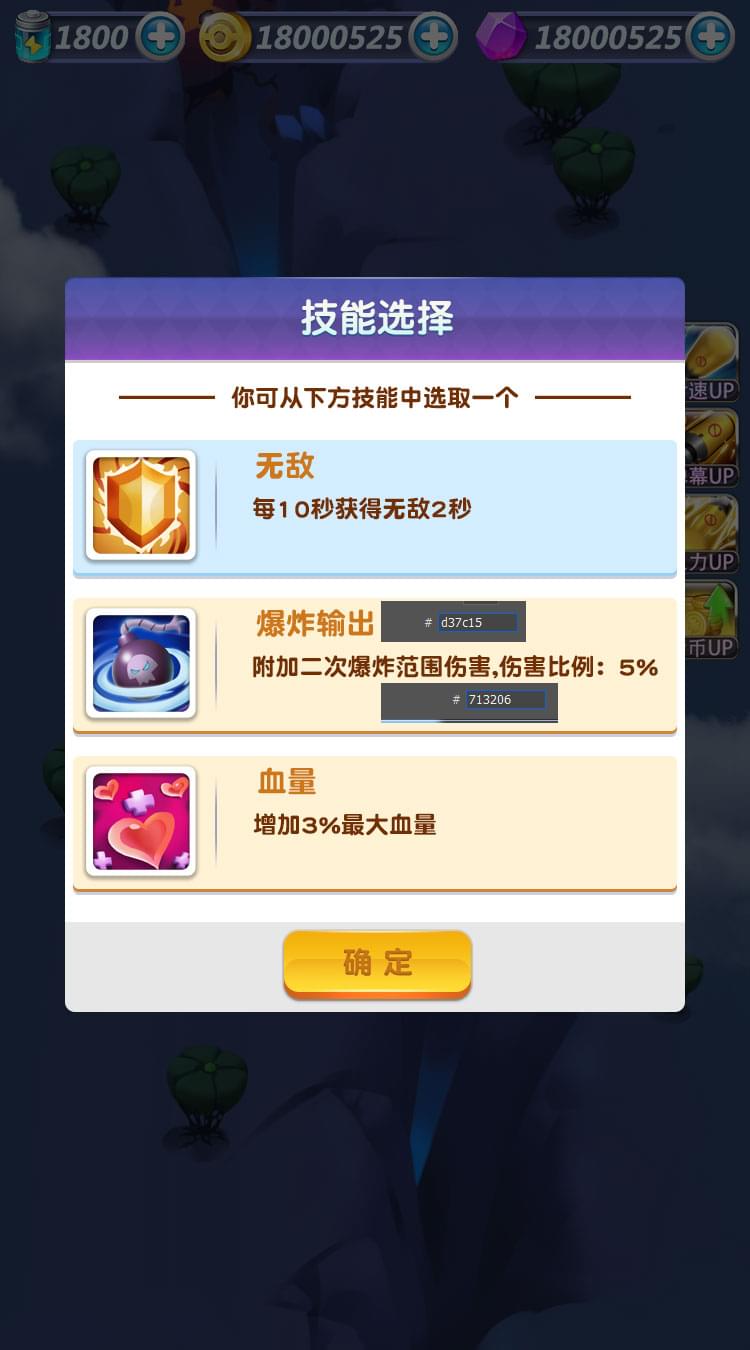 1800 18000525 18000525
技能选择
你可从下方技能中选取一个
速UP
无敌
每10秒获得无敌2秒
幕UP
力UP
爆炸输出
# d37c15
币UP
附加二次爆炸范围伤害,伤害比例：5%
# 713206
血量
增加3%最大血量
确定